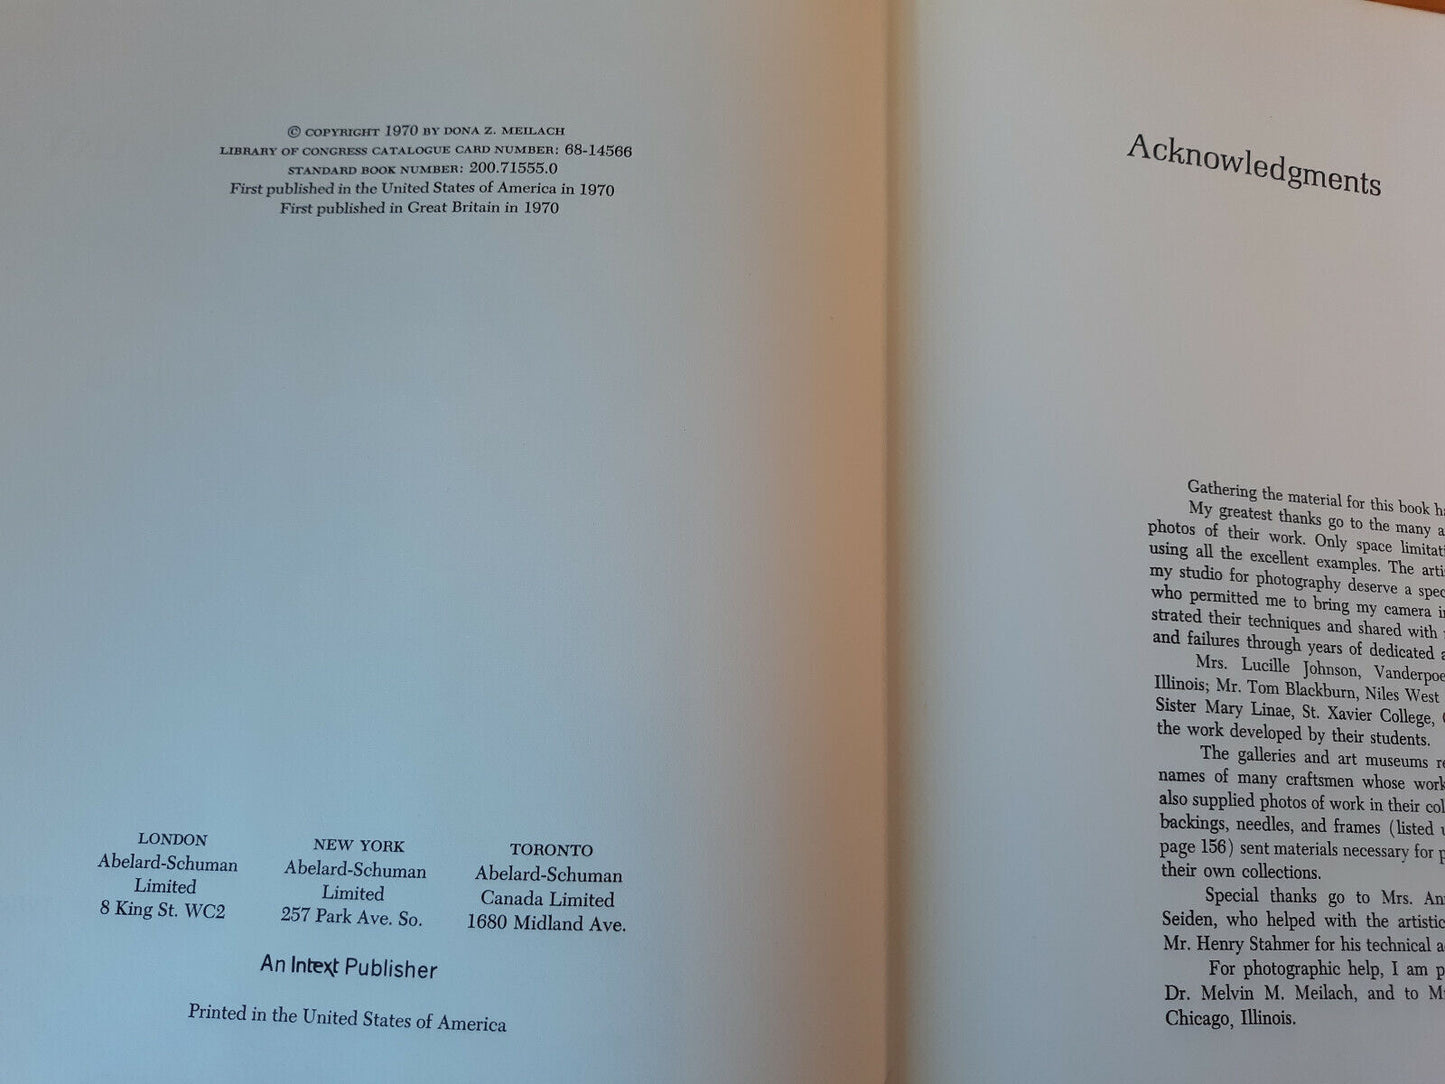 © COPYRIGHT 1970 BY DONA Z. MEILACH
LIBRARY OF CONGRESS CATALOGUE CARD NUMBER: 68-14566
STANDARD BOOK NUMBER: 200.71555.0
First published in the United States of America in 1970
First published in Great Britain in 1970
LONDON
Abelard-Schuman
Limited
8 King St. WC2
NEW YORK
Abelard-Schuman
Limited
257 Park Ave. So.
TORONTO
Abelard-Schuman
Canada Limited
1680 Midland Ave.
An Intext Publisher
Printed in the United States of America
Acknowledgments
Gathering the material for this book
My greatest thanks go to the many
photos of their work. Only space
using all the excellent examples. The
my studio for photography deserve a
who permitted me to bring my camera
strated their techniques and shared with
and failures through years of dedicated
Mrs. Lucille Johnson,
Illinois; Mr. Tom Blackburn, Niles West
Sister Mary Linae, St. Xavier College,
the work developed by their students.
The galleries and art museums
names of many craftsmen whose work
also supplied photos of work in their
backings, needles, and frames (listed
page 156) sent materials necessary for
their own collections.
Special thanks go to Mrs.
Seiden, who helped with the artistic
Mr. Henry Stahmer for his technical
For photographic help, I am
Dr. Melvin M. Meilach, and to
Chicago, Illinois.